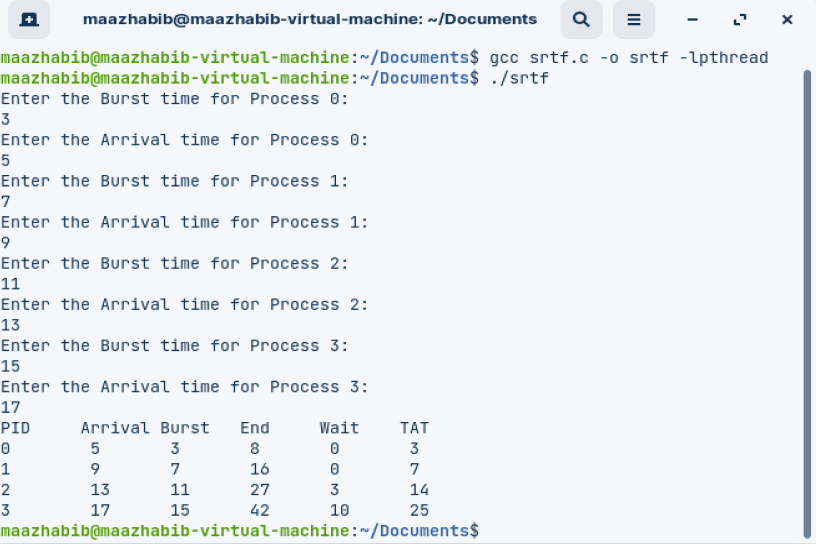 maazhabib@maazhabib-virtual-machine: ~/Documents
maazhabib@maazhabib-virtual-machine:~/Documents$ gcc srtf.c -o srtf -lpthread
maazhabib@maazhabib-virtual-machine:~/Documents$ ./srtf
Enter the Burst time for Process 0:
3
Enter the Arrival time for Process 0:
5
Enter the Burst time for Process 1:
7
Enter the Arrival time for Process 1:
9
Enter the Burst time for Process 2:
11
Enter the Arrival time for Process 2:
13
Enter the Burst time for Process 3:
15
Enter the Arrival time for Process 3:
17
PID     Arrival Burst   End     Wait    TAT
0        5       3       8       0       3
1        9       7       16      0       7
2        13      11      27      3       14
3        17      15      42      10      25
maazhabib@maazhabib-virtual-machine:~/Documents$